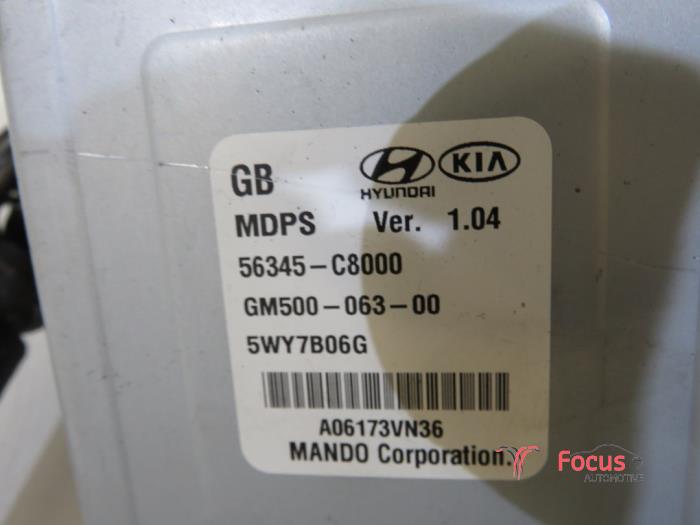 GB HYUNDAI KIA
MDPS Ver. 1.04
56345-C8000
GM500-063-00
5WY7B06G
A06173VN36
MANDO Corporation.
Focus
AUTOMOTIVE